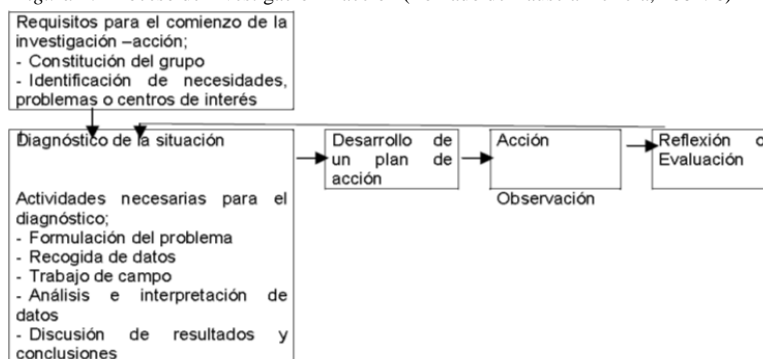 Requisitos para el comienzo de la
investigación –acción;
- Constitución del grupo
- Identificación de necesidades,
problemas o centros de interés
Diagnóstico de la situación
Actividades necesarias para el
diagnóstico;
- Formulación del problema
- Recogida de datos
- Trabajo de campo
- Análisis e interpretación de
datos
- Discusión de resultados y
conclusiones
Desarrollo de
un plan de
acción
Acción
Observación
Reflexión o
Evaluación